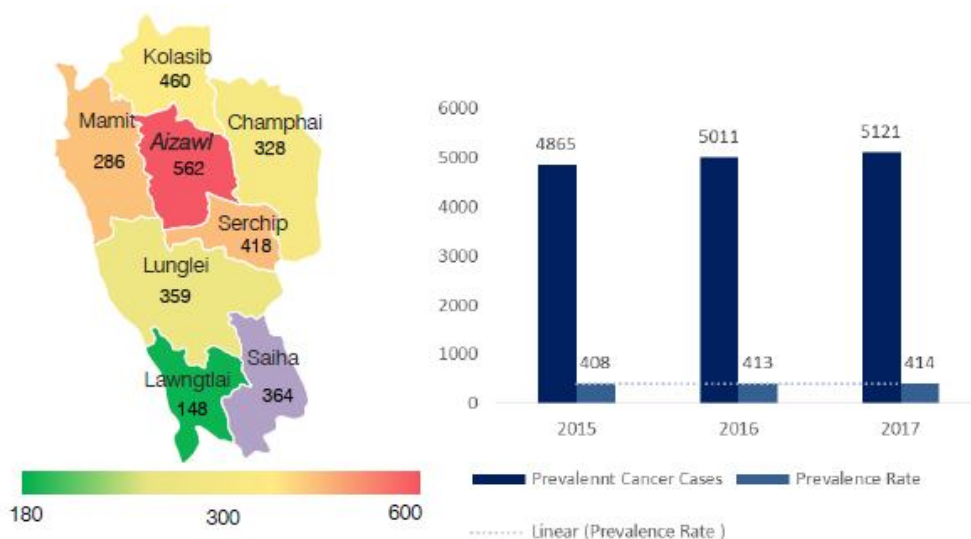 Kolasib
460
Mamit
286
Aizawl
562
Champhai
328
Serchip
418
Lunglei
359
Saiha
364
Lawngtlai
148
180 300 600
6000
5000
4000
3000
2000
1000
0
4865
408
5011
413
5121
414
2015 2016 2017
Prevalennt Cancer Cases Prevalence Rate
Linear (Prevalence Rate )